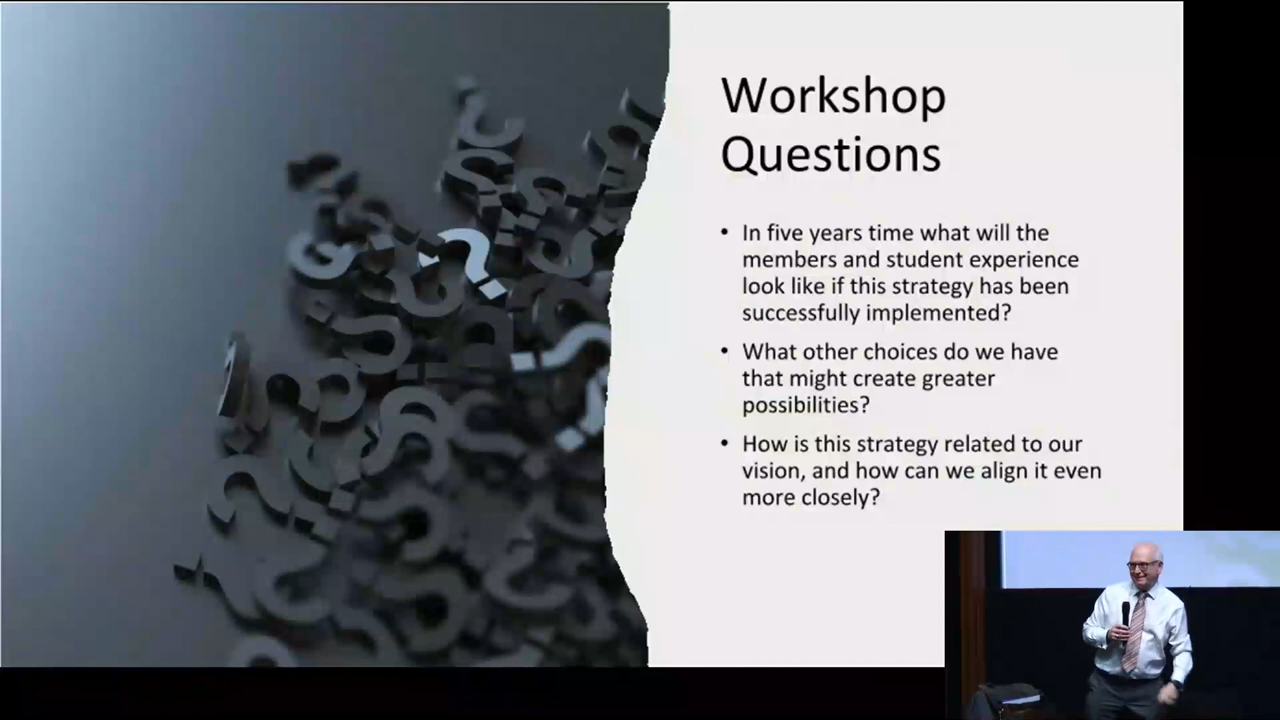 Workshop
Questions
• In five years time what will the
members and student experience
look like if this strategy has been
successfully implemented?
• What other choices do we have
that might create greater
possibilities?
• How is this strategy related to our
vision, and how can we align it even
more closely?